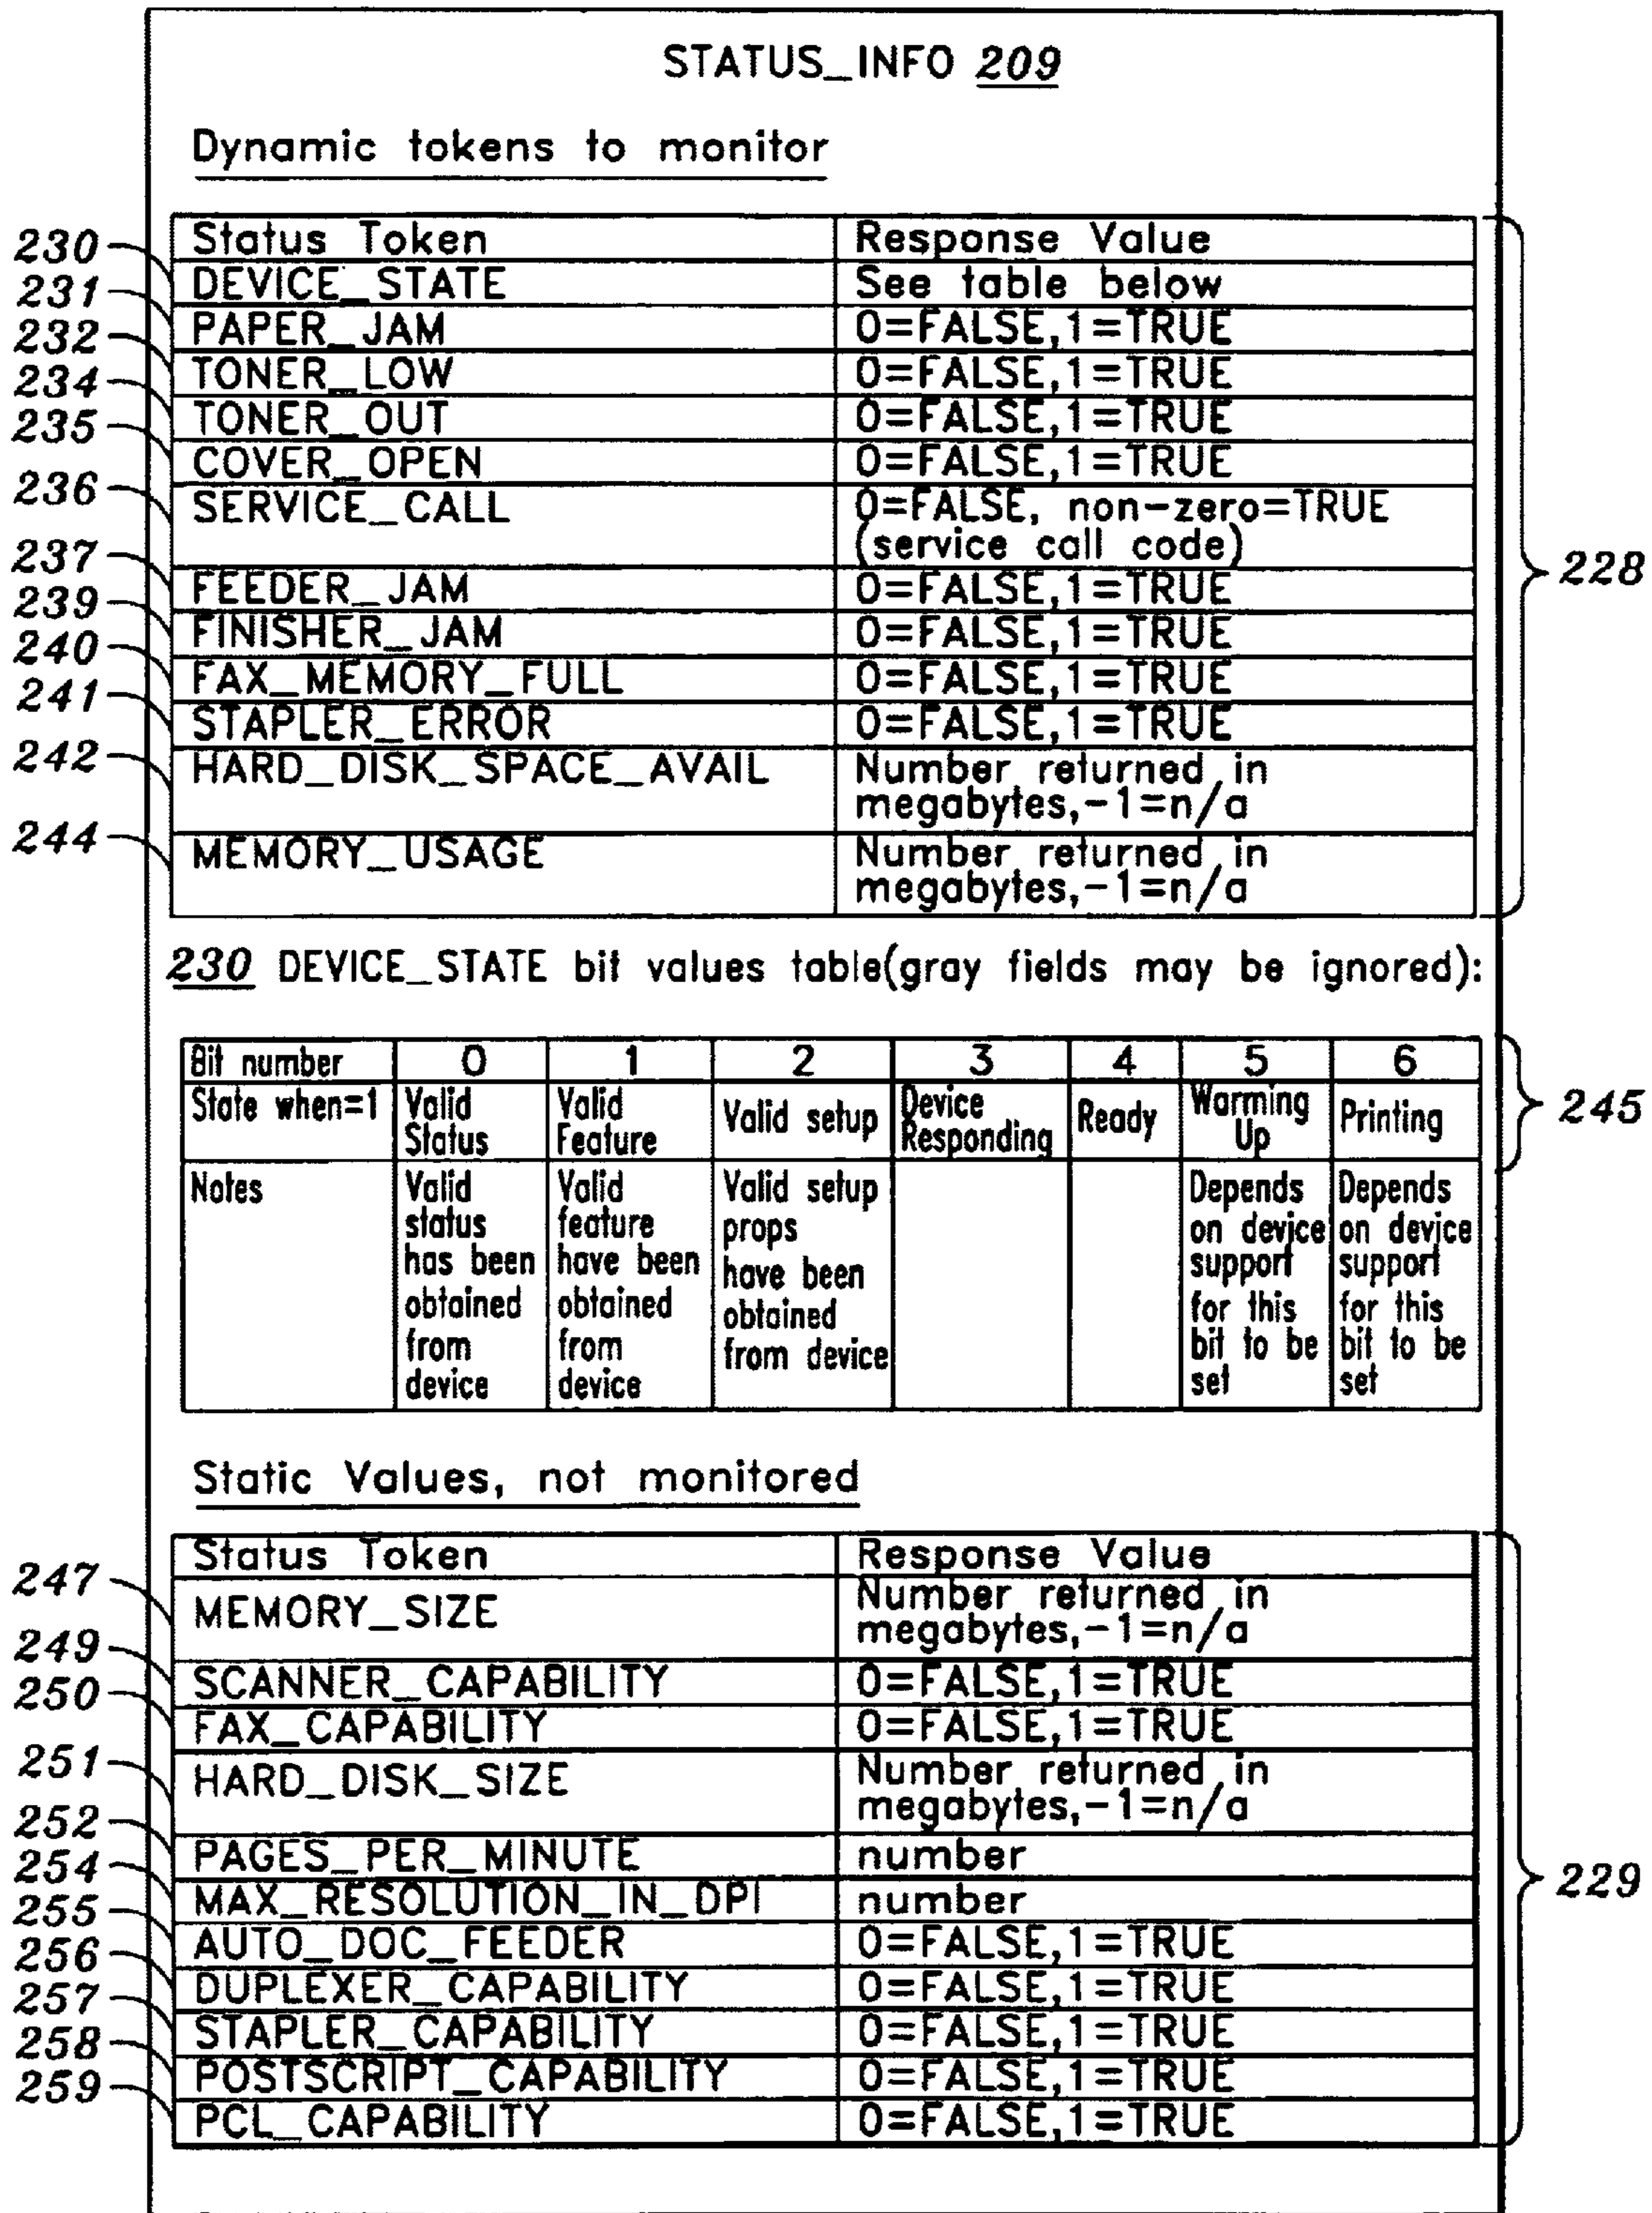 STATUS_INFO 209
Dynamic tokens to monitor
Status Token Response Value
230 DEVICE_STATE See table below
231 PAPER_JAM 0=FALSE,1=TRUE
232 TONER_LOW 0=FALSE,1=TRUE
234 TONER_OUT 0=FALSE,1=TRUE
235 COVER_OPEN 0=FALSE,1=TRUE
236 SERVICE_CALL 0=FALSE, non-zero=TRUE
(service call code)
228
237 FEEDER_JAM 0=FALSE,1=TRUE
239 FINISHER_JAM 0=FALSE,1=TRUE
240 FAX_MEMORY_FULL 0=FALSE,1=TRUE
241 STAPLER_ERROR 0=FALSE,1=TRUE
242 HARD_DISK_SPACE_AVAIL Number returned in
megabytes,-1=n/a
244 MEMORY_USAGE Number returned in
megabytes,-1=n/a
230 DEVICE_STATE bit values table(gray fields may be ignored):
Bit number 0 1 2 3 4 5 6
State when=1
Valid
Status
Valid
Feature
Valid setup
Device
Responding
Ready
Warming
Up
Printing
245
Notes
Valid
status
has been
obtained
from
device
Valid
feature
have been
obtained
from
device
Valid setup
props
have been
obtained
from device
Depends
on device
support
for this
bit to be
set
Depends
on device
support
for this
bit to be
set
Static Values, not monitored
Status Token Response Value
247 MEMORY_SIZE Number returned in
megabytes,-1=n/a
249 SCANNER_CAPABILITY 0=FALSE,1=TRUE
250 FAX_CAPABILITY 0=FALSE,1=TRUE
251 HARD_DISK_SIZE Number returned in
megabytes,-1=n/a
252 PAGES_PER_MINUTE number
254 MAX_RESOLUTION_IN_DPI number
229
255 AUTO_DOC_FEEDER 0=FALSE,1=TRUE
256 DUPLEXER_CAPABILITY 0=FALSE,1=TRUE
257 STAPLER_CAPABILITY 0=FALSE,1=TRUE
258 POSTSCRIPT_CAPABILITY 0=FALSE,1=TRUE
259 PCL_CAPABILITY 0=FALSE,1=TRUE